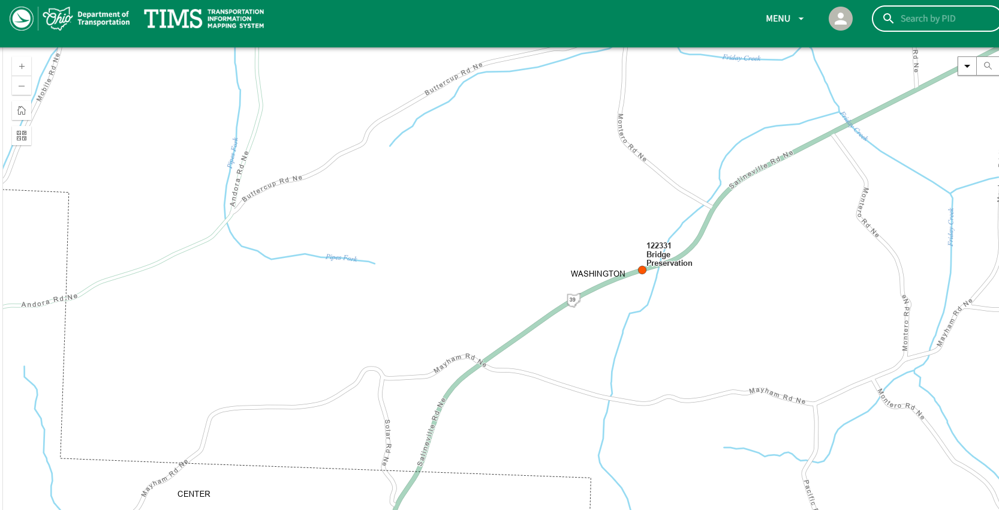 Ohio
Department of
Transportation
TIMS
TRANSPORTATION
INFORMATION
MAPPING SYSTEM
MENU
Search by PID
Mobile Rd Ne
Buttercup Rd Ne
Friday Creek
Rd Ne
Friday Creek
Montero Rd Ne
Pipes Fork
Andora Rd Ne
Buttercup Rd Ne
Salineville Rd Ne
Montero Rd Ne
Friday Creek
122331
Bridge
Preservation
Pipes Fork
WASHINGTON
39
Andora Rd Ne
Montero Rd Ne
Mayham Rd Ne
Mayham Rd Ne
Mayham Rd Ne
Montero Rd Ne
Solar Rd Ne
Salineville Rd Ne
Mayham Rd Ne
CENTER
Pacific